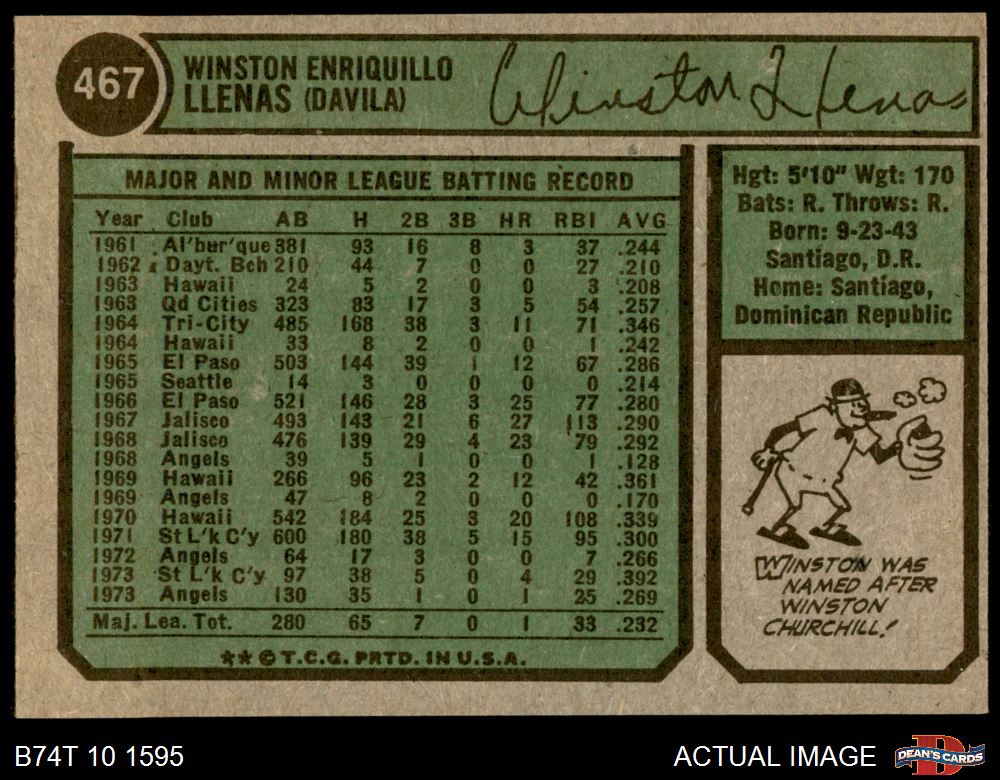 467
WINSTON ENRIQUILLO
LLENAS (DAVILA)
Winston Llenas
MAJOR AND MINOR LEAGUE BATTING RECORD
Year Club AB H 2B 3B HR RBI AVG
1961 Al'bur'que 381 93 16 8 3 37 .244
1962 Dayt. Bch 210 44 7 0 0 27 .210
1963 Hawaii 24 5 2 0 0 3 .208
1963 Qd Cities 323 83 17 3 5 54 .257
1964 Tri-City 485 168 38 3 11 71 .346
1964 Hawaii 33 8 2 0 0 1 .242
1965 El Paso 503 144 39 1 12 67 .286
1965 Seattle 14 3 0 0 0 0 .214
1966 El Paso 521 146 28 3 25 77 .280
1967 Jalisco 493 143 21 6 27 113 .290
1968 Jalisco 476 139 29 4 23 79 .292
1968 Angels 39 5 1 0 0 1 .128
1969 Hawaii 266 96 23 2 12 42 .361
1969 Angels 47 8 2 0 0 0 .170
1970 Hawaii 542 184 25 3 20 108 .339
1971 St L'k C'y 600 180 38 5 15 95 .300
1972 Angels 64 17 3 0 0 7 .266
1973 St L'k C'y 97 38 5 0 4 29 .392
1973 Angels 130 35 1 0 1 25 .269
Maj. Lea. Tot. 280 65 7 0 1 33 .232
** © T.C.G. PRTD. IN U.S.A.
Hgt: 5'10" Wgt: 170
Bats: R. Throws: R.
Born: 9-23-43
Santiago, D.R.
Home: Santiago,
Dominican Republic
WINSTON WAS
NAMED AFTER
WINSTON
CHURCHILL!
B74T 10 1595
ACTUAL IMAGE
DEAN'S CARDS